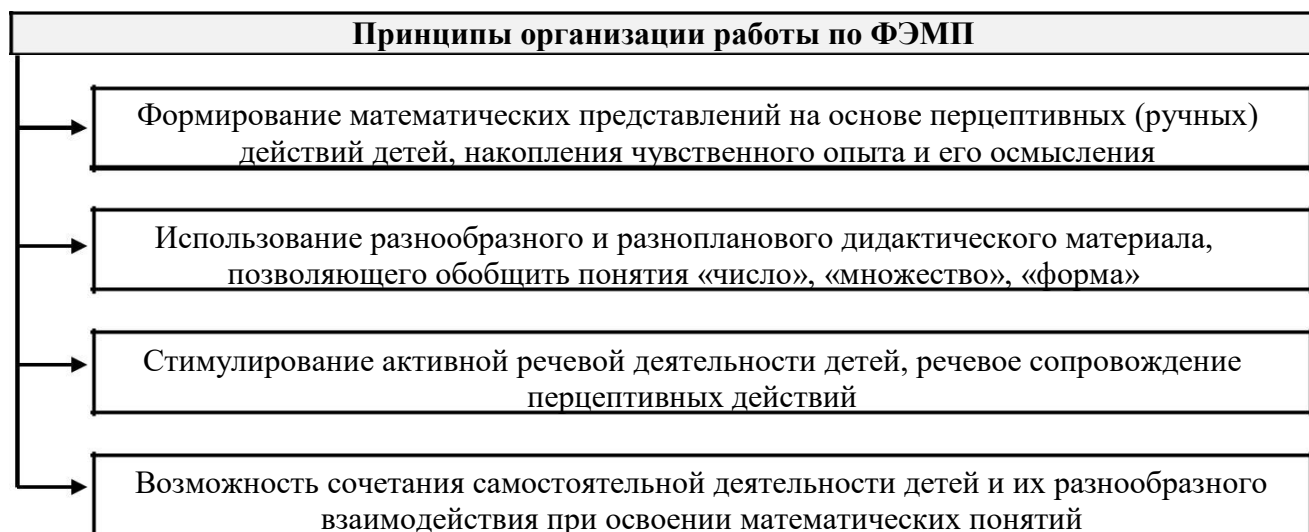 Принципы организации работы по ФЭМП
Формирование математических представлений на основе перцептивных (ручных)
действий детей, накопления чувственного опыта и его осмысления
Использование разнообразного и разнопланового дидактического материала,
позволяющего обобщить понятия «число», «множество», «форма»
Стимулирование активной речевой деятельности детей, речевое сопровождение
перцептивных действий
Возможность сочетания самостоятельной деятельности детей и их разнообразного
взаимодействия при освоении математических понятий